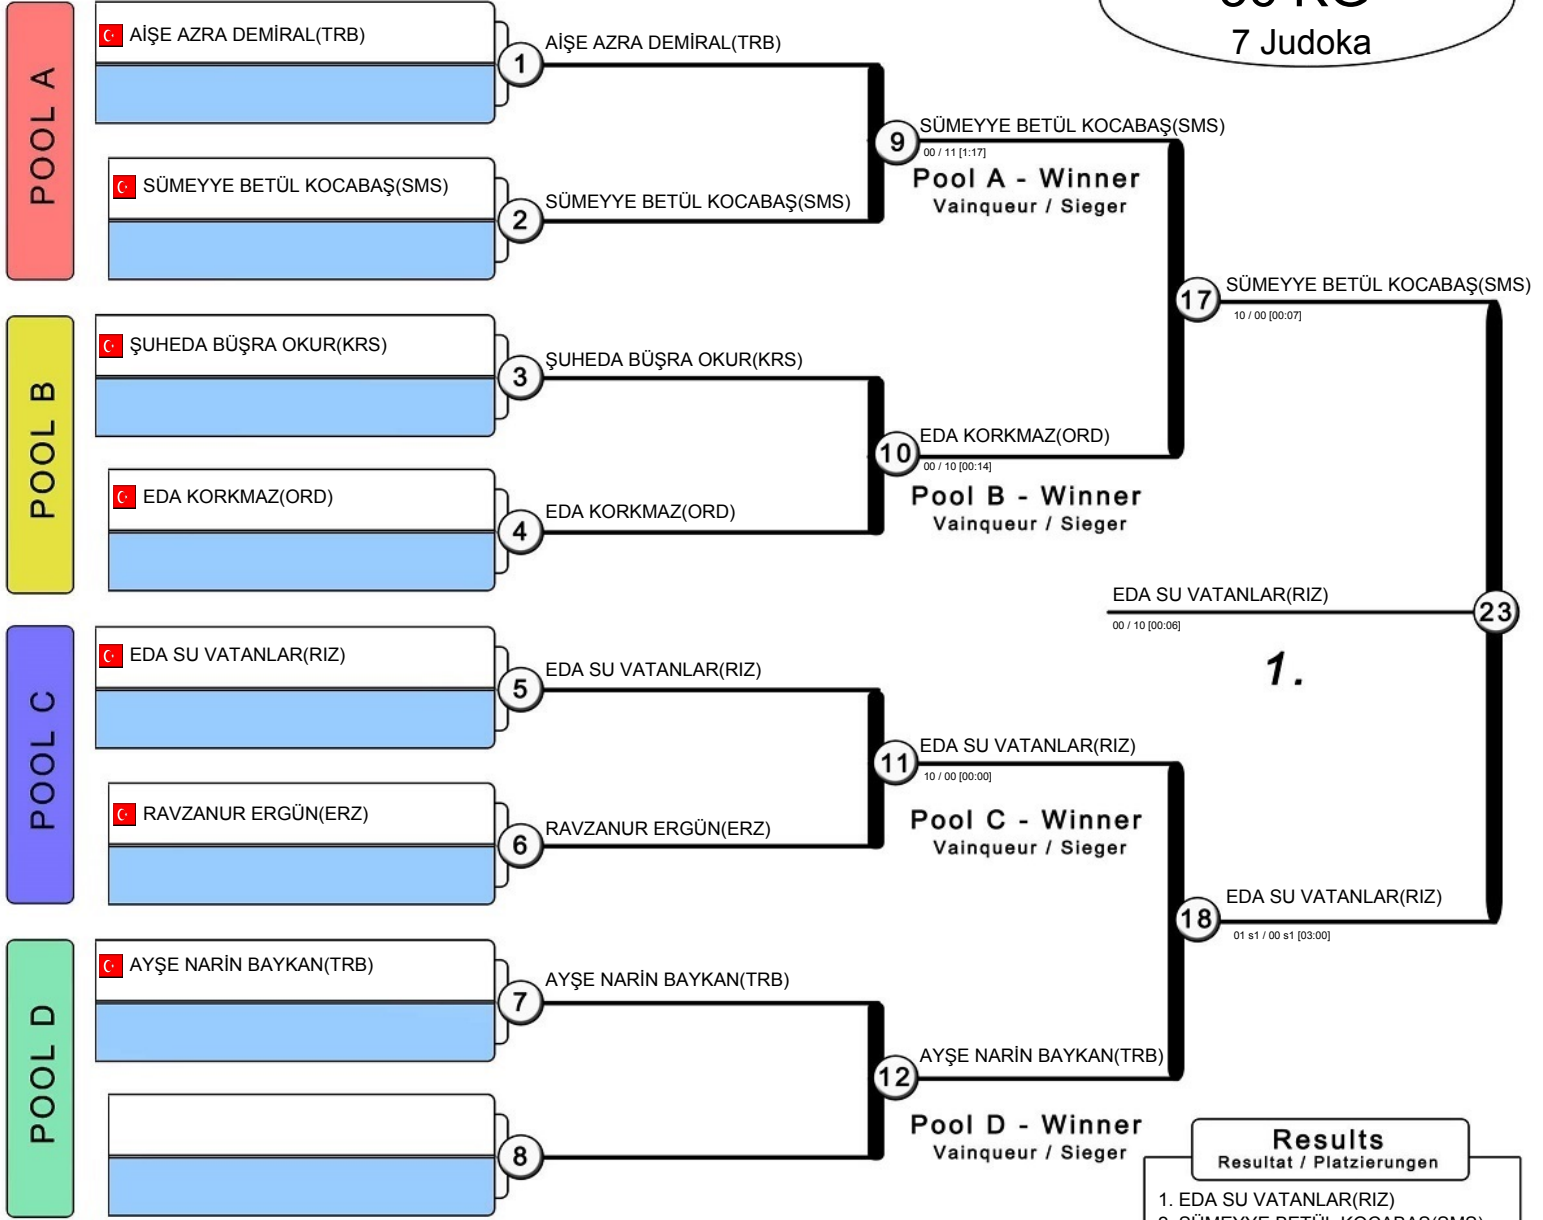 KG
7 Judoka
POOL A
AİŞE AZRA DEMİRAL(TRB)
1
AİŞE AZRA DEMİRAL(TRB)
SÜMEYYE BETÜL KOCABAŞ(SMS)
2
SÜMEYYE BETÜL KOCABAŞ(SMS)
9
SÜMEYYE BETÜL KOCABAŞ(SMS)
00 / 11 [1:17]
Pool A - Winner
Vainqueur / Sieger
POOL B
ŞUHEDA BÜŞRA OKUR(KRS)
3
ŞUHEDA BÜŞRA OKUR(KRS)
EDA KORKMAZ(ORD)
4
EDA KORKMAZ(ORD)
10
EDA KORKMAZ(ORD)
00 / 10 [00:14]
Pool B - Winner
Vainqueur / Sieger
17
SÜMEYYE BETÜL KOCABAŞ(SMS)
10 / 00 [00:07]
POOL C
EDA SU VATANLAR(RIZ)
5
EDA SU VATANLAR(RIZ)
RAVZANUR ERGÜN(ERZ)
6
RAVZANUR ERGÜN(ERZ)
11
EDA SU VATANLAR(RIZ)
10 / 00 [00:00]
Pool C - Winner
Vainqueur / Sieger
POOL D
AYŞE NARİN BAYKAN(TRB)
7
AYŞE NARİN BAYKAN(TRB)
8
12
AYŞE NARİN BAYKAN(TRB)
Pool D - Winner
Vainqueur / Sieger
18
EDA SU VATANLAR(RIZ)
01 s1 / 00 s1 [03:00]
EDA SU VATANLAR(RIZ)
23
00 / 10 [00:06]
1.
Results
Resultat / Platzierungen
1. EDA SU VATANLAR(RIZ)
2. SÜMEYYE BETÜL KOCABAŞ(SMS)